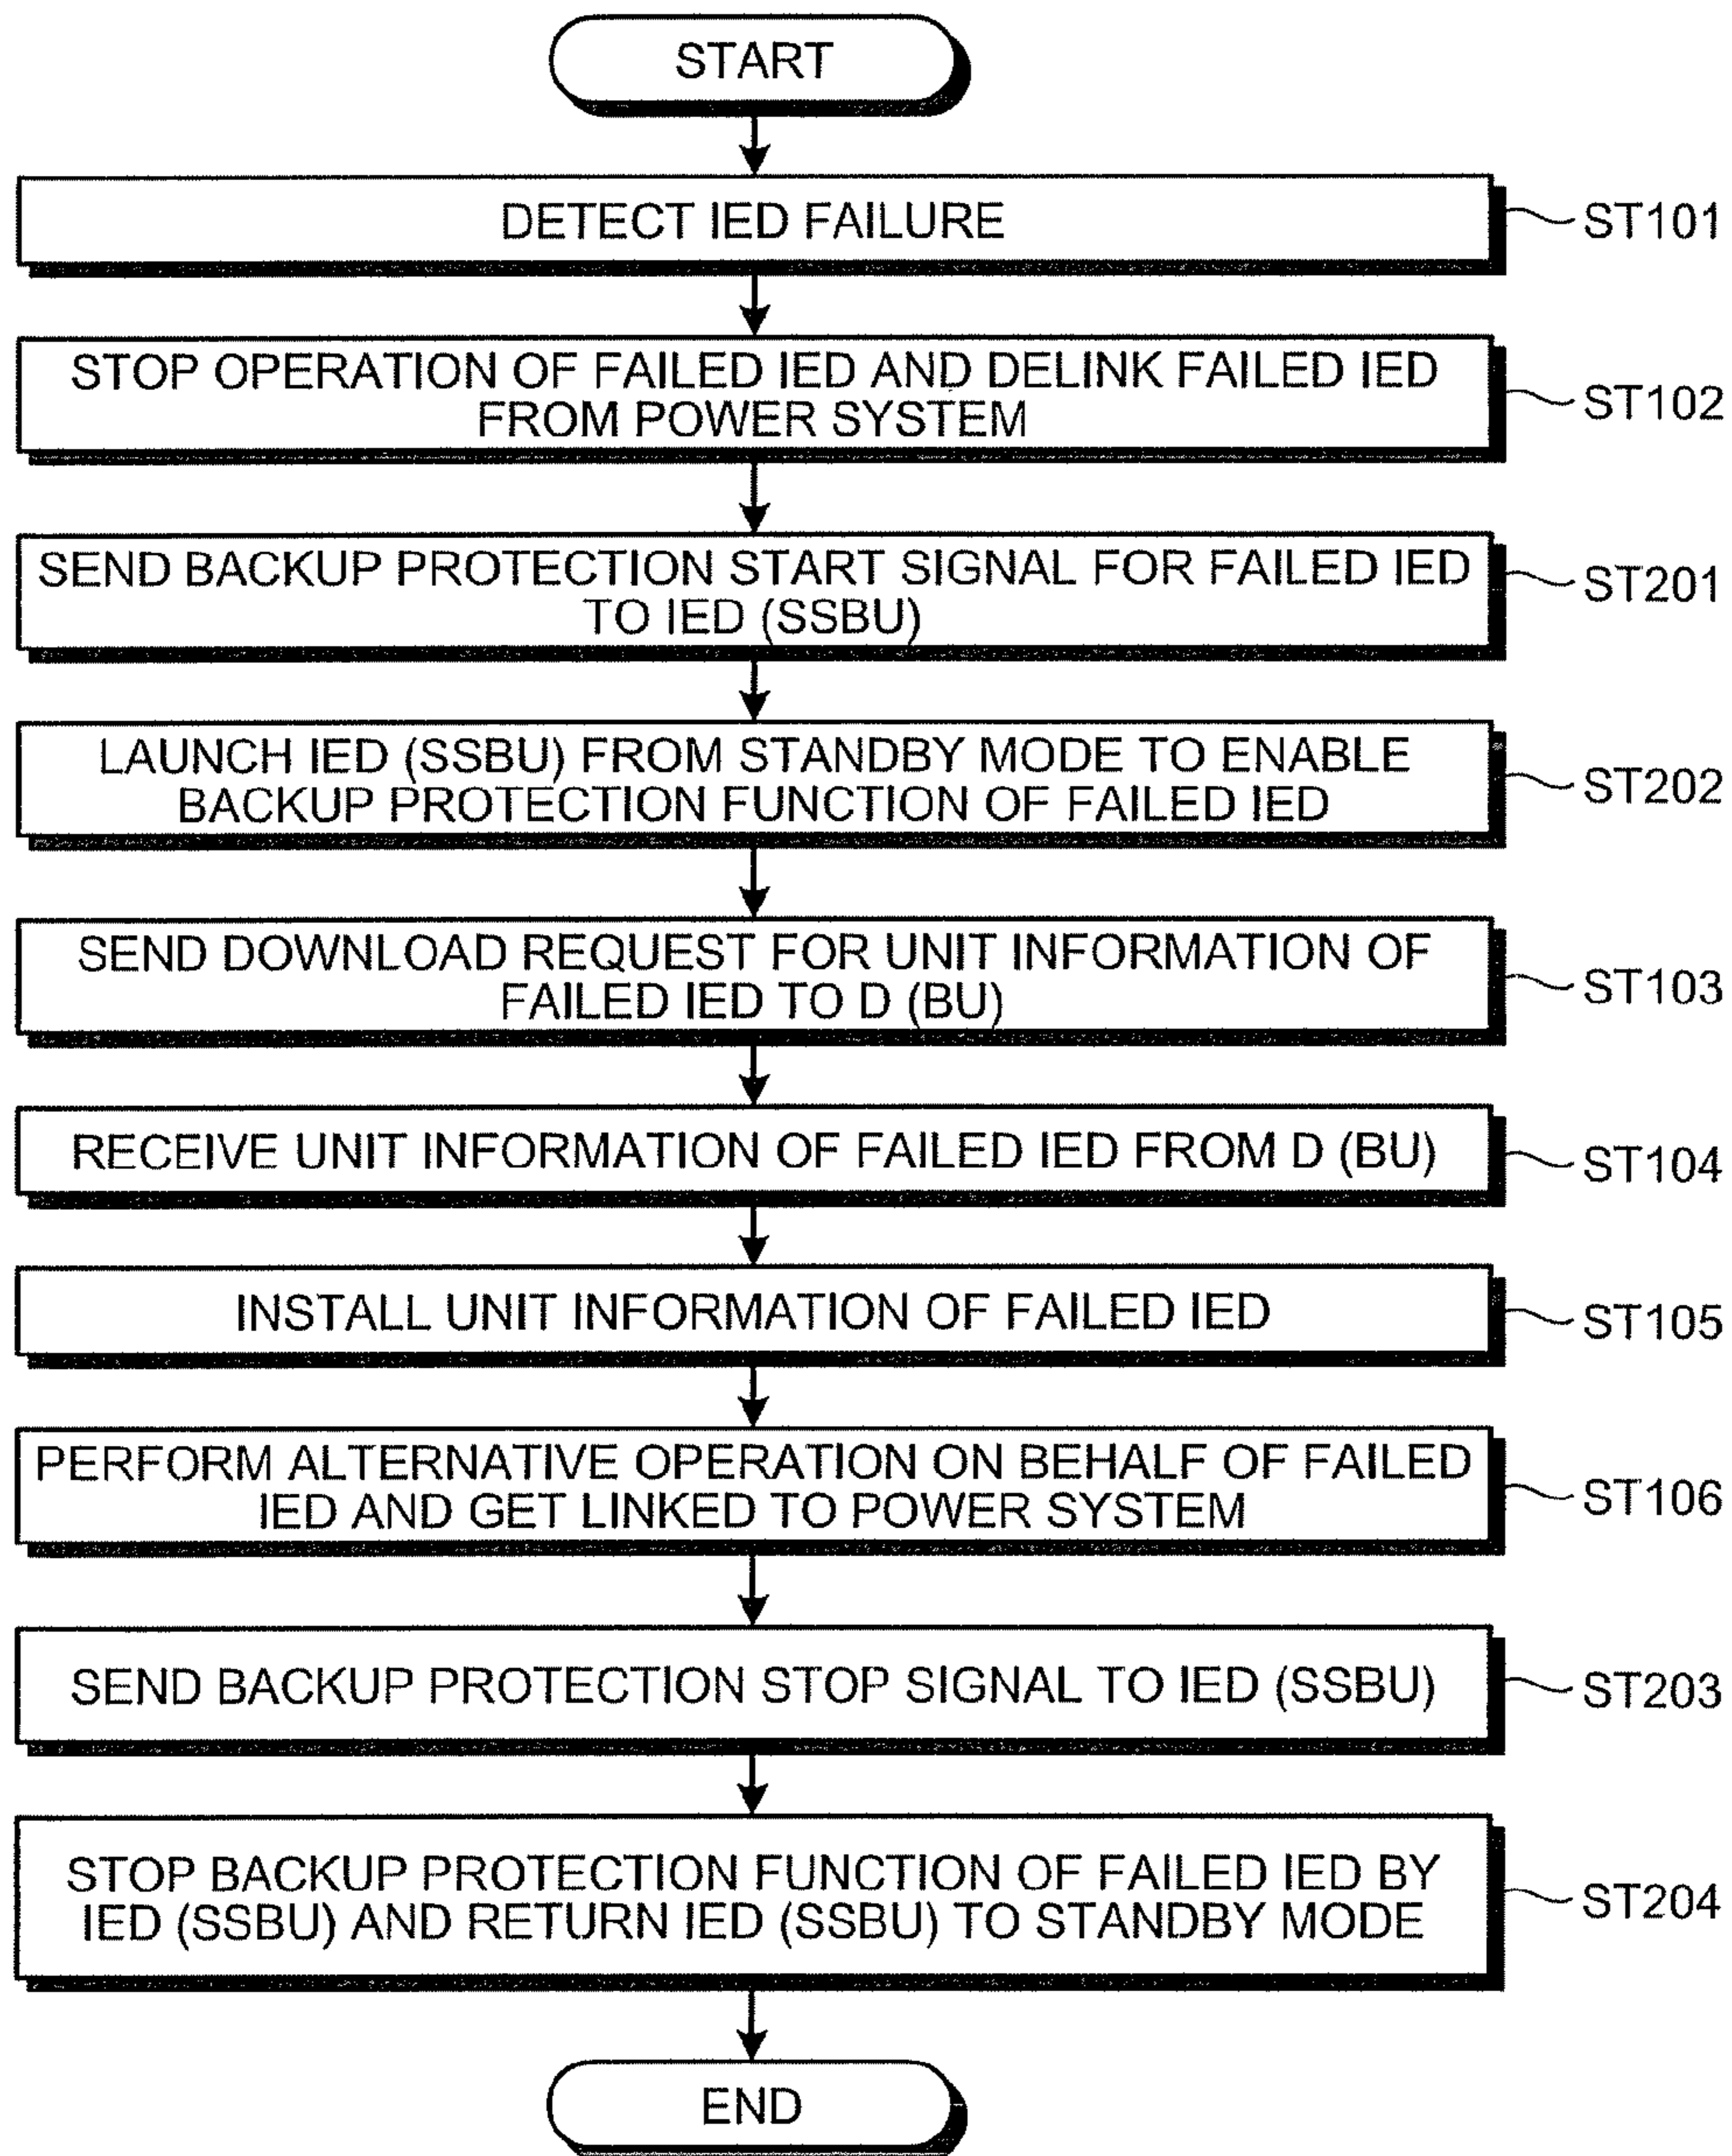 START
DETECT IED FAILURE
ST101
STOP OPERATION OF FAILED IED AND DELINK FAILED IED
FROM POWER SYSTEM
ST102
SEND BACKUP PROTECTION START SIGNAL FOR FAILED IED
TO IED (SSBU)
ST201
LAUNCH IED (SSBU) FROM STANDBY MODE TO ENABLE
BACKUP PROTECTION FUNCTION OF FAILED IED
ST202
SEND DOWNLOAD REQUEST FOR UNIT INFORMATION OF
FAILED IED TO D (BU)
ST103
RECEIVE UNIT INFORMATION OF FAILED IED FROM D (BU)
ST104
INSTALL UNIT INFORMATION OF FAILED IED
ST105
PERFORM ALTERNATIVE OPERATION ON BEHALF OF FAILED
IED AND GET LINKED TO POWER SYSTEM
ST106
SEND BACKUP PROTECTION STOP SIGNAL TO IED (SSBU)
ST203
STOP BACKUP PROTECTION FUNCTION OF FAILED IED BY
IED (SSBU) AND RETURN IED (SSBU) TO STANDBY MODE
ST204
END